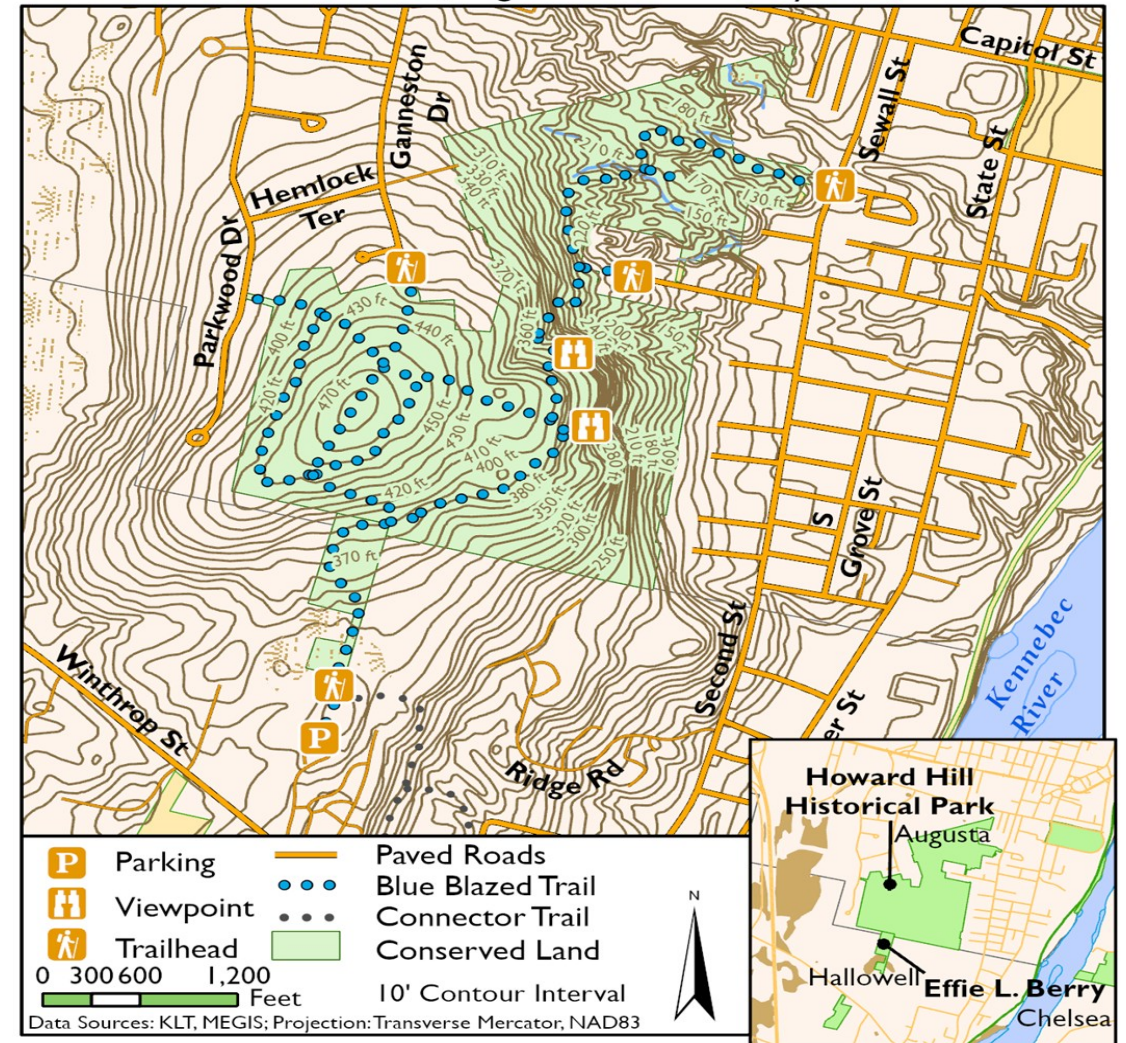 Capitol St
Sewall St
State St
Ganneston
Dr
Hemlock
Ter
Parkwood Dr
180 ft
310 ft
330 ft
340 ft
150 ft
130 ft
370 ft
430 ft
440 ft
400 ft
420 ft
470 ft
450 ft
430 ft
410 ft
400 ft
420 ft
380 ft
350 ft
320 ft
300 ft
250 ft
370 ft
S
Grove St
Second St
er St
Kennebec
River
Winthrop St
Ridge Rd
P
P
Parking
Viewpoint
Trailhead
Paved Roads
Blue Blazed Trail
Connector Trail
Conserved Land
N
0 300 600 1,200
Feet
10' Contour Interval
Data Sources: KLT, MEGIS; Projection: Transverse Mercator, NAD83
Howard Hill
Historical Park
Augusta
Hallowell
Effie L. Berry
Chelsea